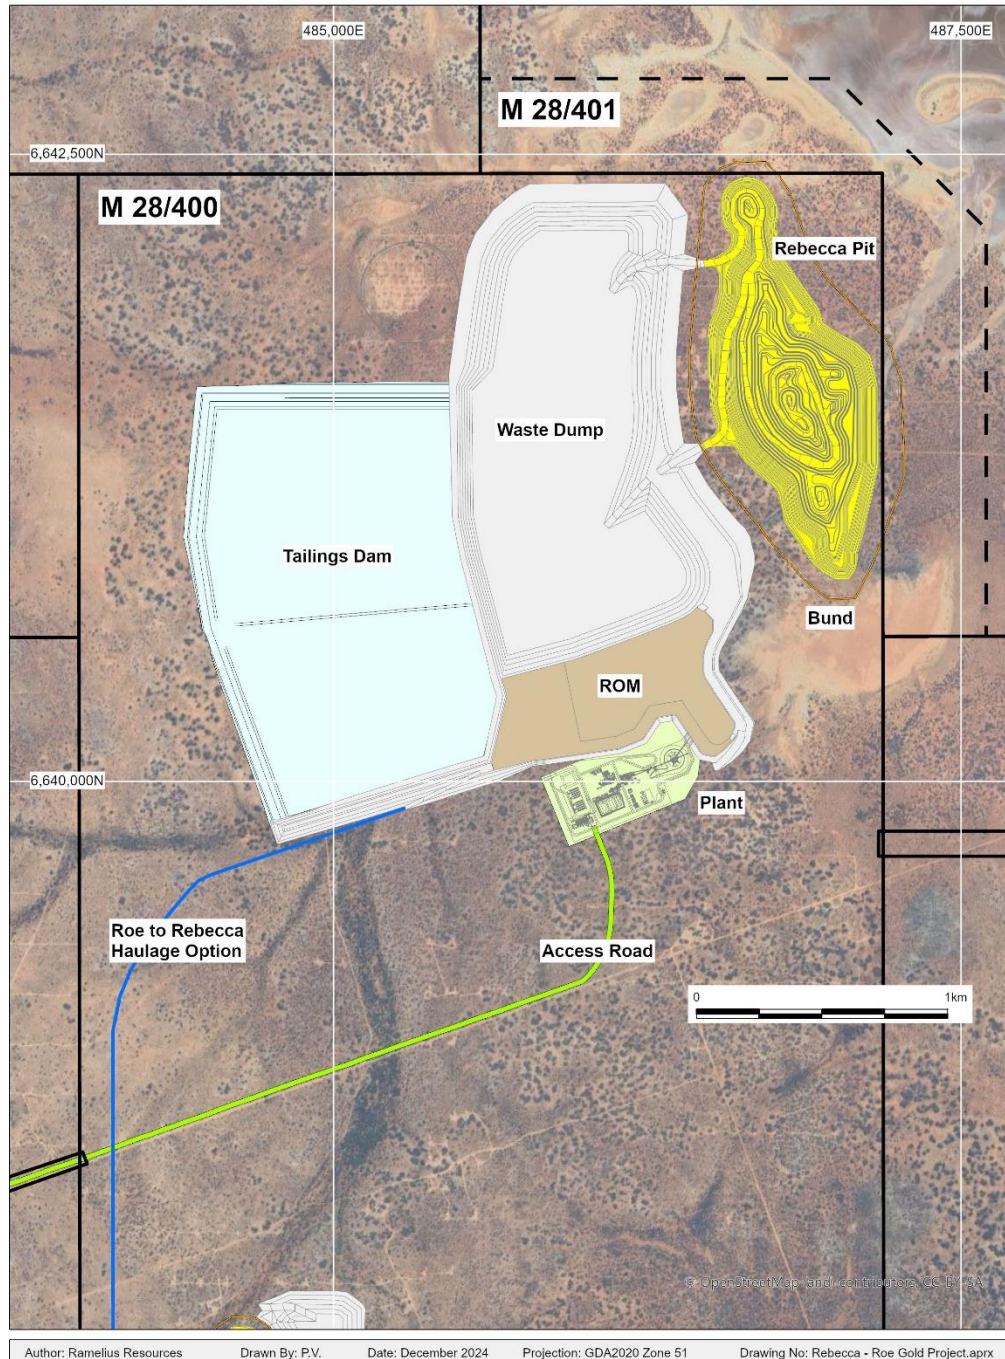 485,000E
487,500E
M 28/401
6,642,500N
M 28/400
Rebecca Pit
Waste Dump
Tailings Dam
Bund
ROM
6,640,000N
Plant
Roe to Rebecca
Haulage Option
Access Road
0
1km
© OpenStreetMap (and) contributors, CC-BY-SA
Author: Ramelius Resources
Drawn By: P.V.
Date: December 2024
Projection: GDA2020 Zone 51
Drawing No: Rebecca - Roe Gold Project.aprx